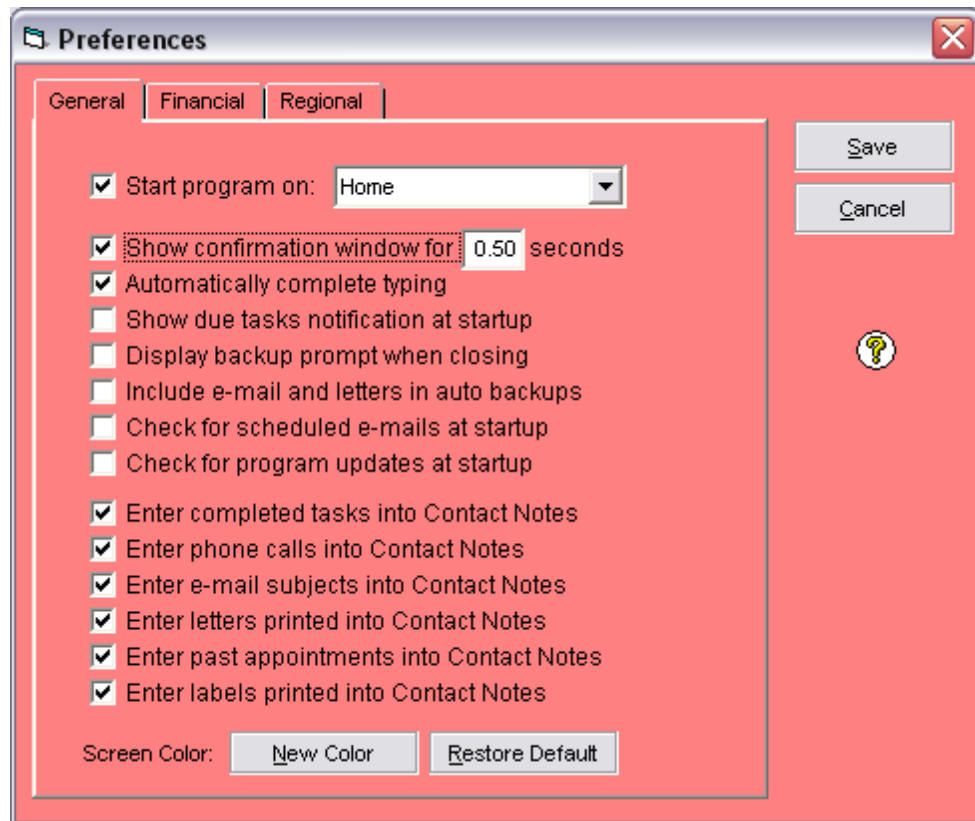 Preferences
General Financial Regional
Save
Cancel
Start program on: Home
Show confirmation window for 0.50 seconds
Automatically complete typing
Show due tasks notification at startup
Display backup prompt when closing
Include e-mail and letters in auto backups
Check for scheduled e-mails at startup
Check for program updates at startup
Enter completed tasks into Contact Notes
Enter phone calls into Contact Notes
Enter e-mail subjects into Contact Notes
Enter letters printed into Contact Notes
Enter past appointments into Contact Notes
Enter labels printed into Contact Notes
Screen Color: New Color Restore Default
?